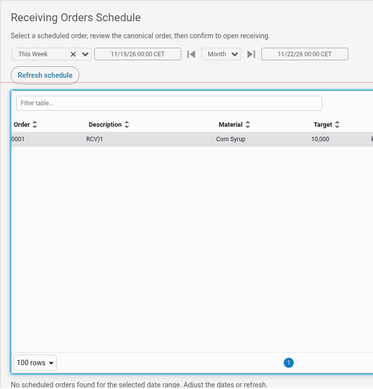 Receiving Orders Schedule
Select a scheduled order, review the canonical order, then confirm to open receiving.
This Week 11/15/26 00:00 CET Month 11/22/26 00:00 CET
Refresh schedule
Filter table...
Order Description Material Target
0001 RCV)1 Corn Syrup 10,000
100 rows 1
No scheduled orders found for the selected date range. Adjust the dates or refresh.